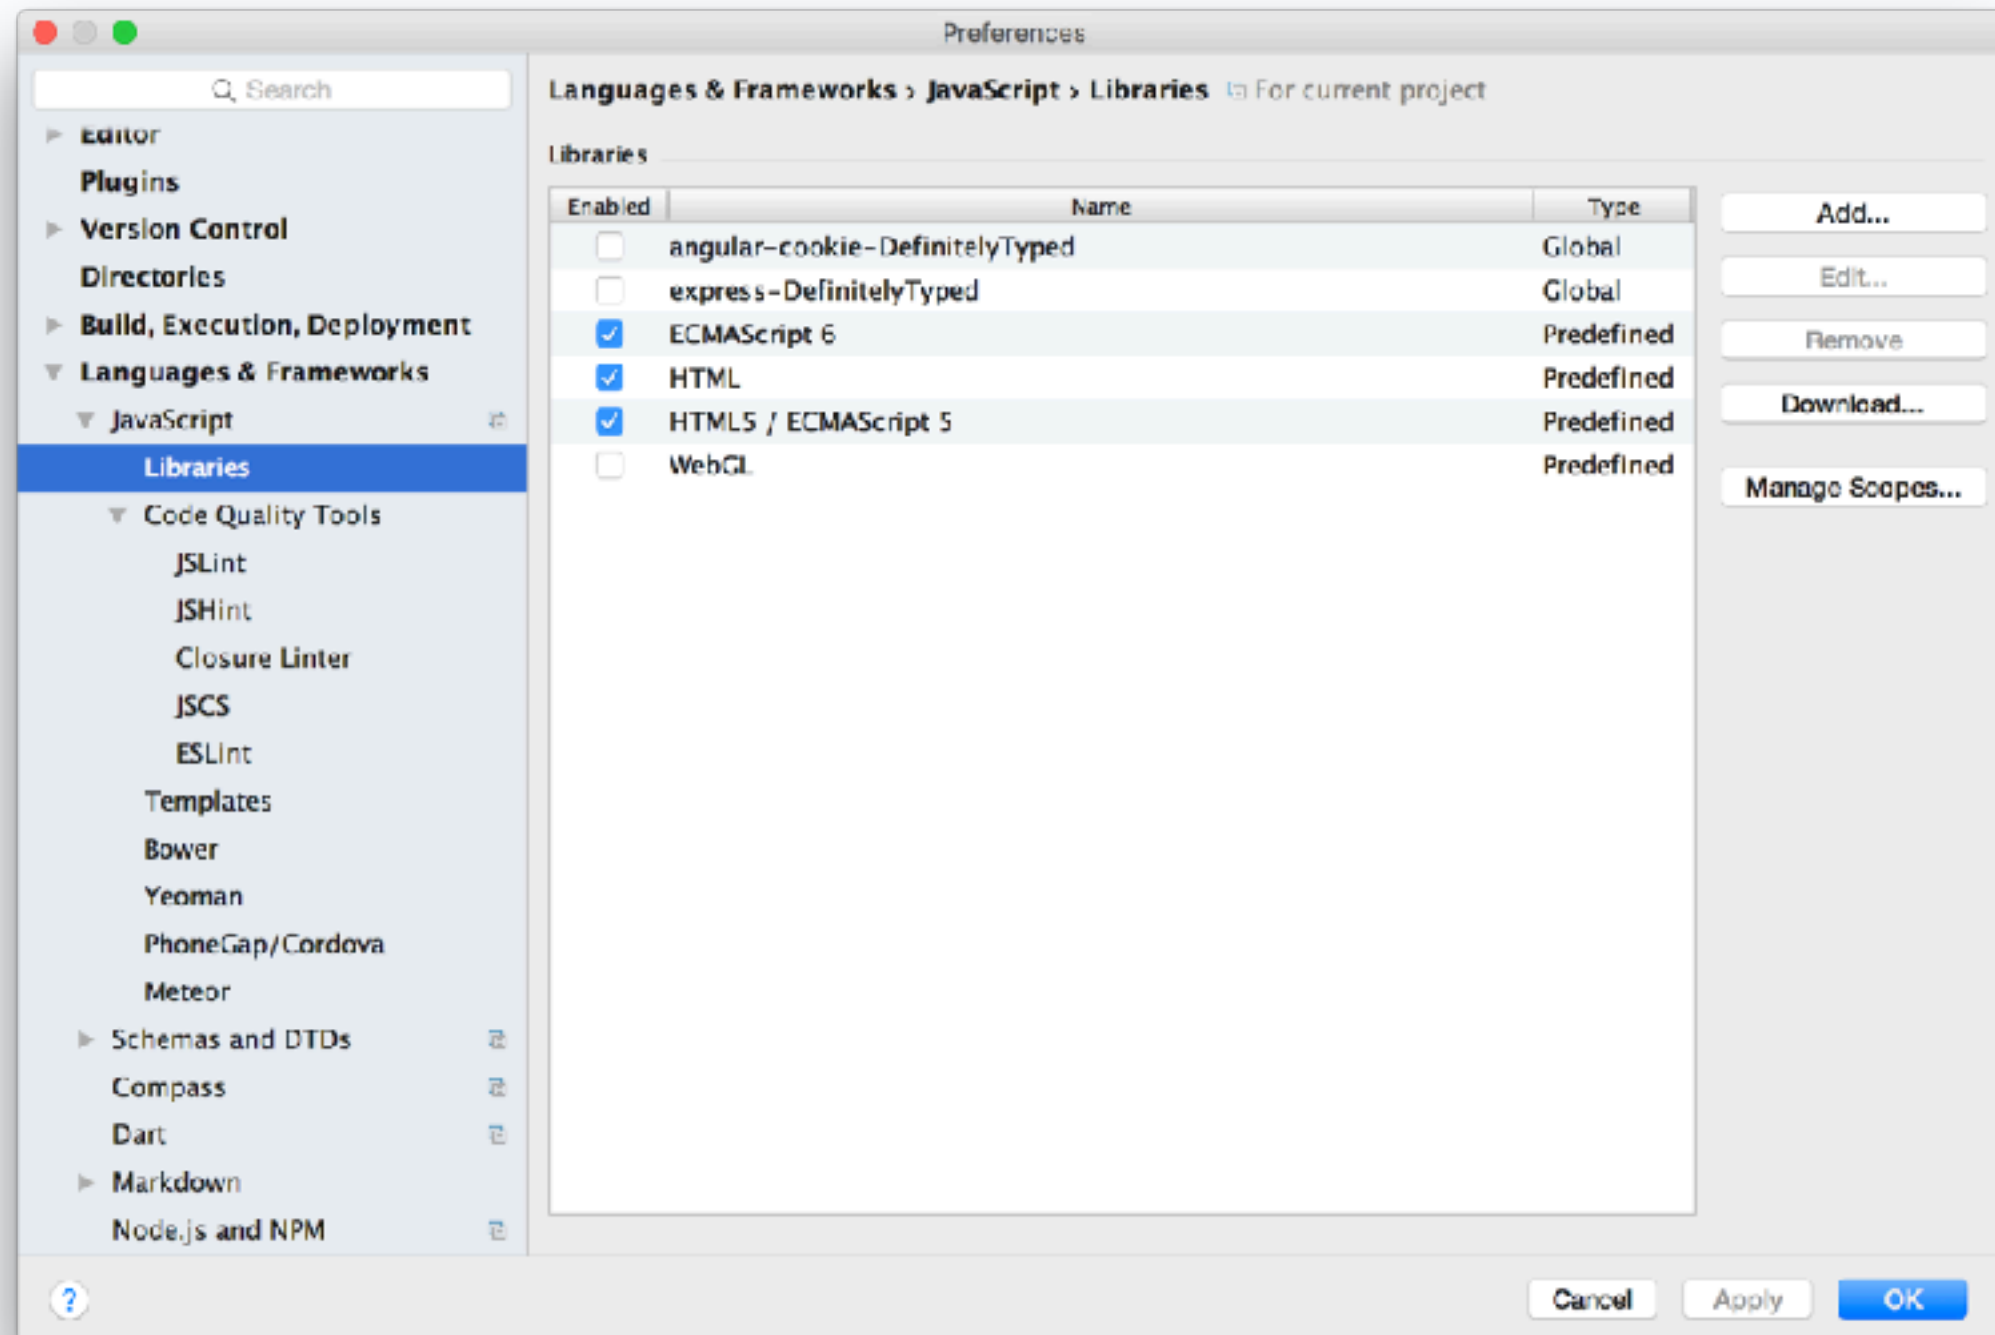 Preferences
Search
Editor
Plugins
Version Control
Directories
Build, Execution, Deployment
Languages & Frameworks
JavaScript
Libraries
Code Quality Tools
JSLint
JSHint
Closure Linter
JSCS
ESLint
Templates
Bower
Yeoman
PhoneGap/Cordova
Meteor
Schemas and DTDs
Compass
Dart
Markdown
Node.js and NPM
Languages & Frameworks › JavaScript › Libraries For current project
Libraries
Enabled Name Type
angular-cookie-DefinitelyTyped Global
express-DefinitelyTyped Global
ECMAScript 6 Predefined
HTML Predefined
HTML5 / ECMAScript 5 Predefined
WebGL Predefined
Add...
Edit...
Remove
Download...
Manage Scopes...
?
Cancel Apply OK